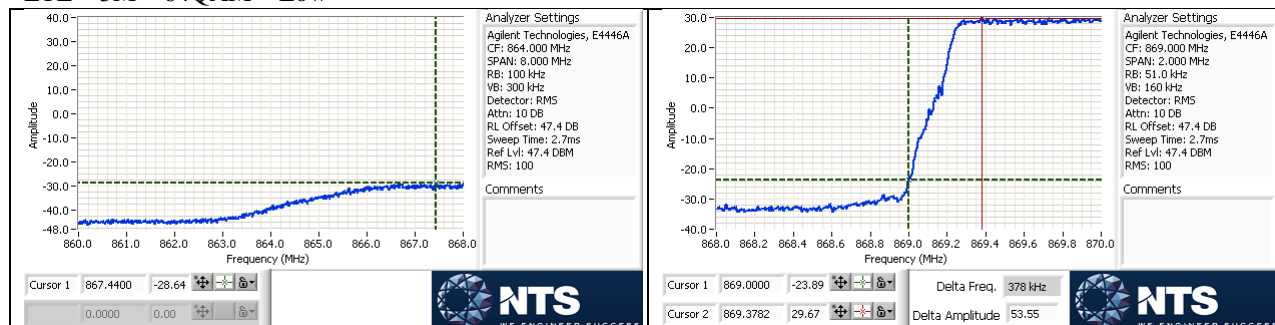 40.0
30.0
20.0
10.0
0.0
-10.0
-20.0
-30.0
-40.0
-48.0
Amplitude
860.0 861.0 862.0 863.0 864.0 865.0 866.0 867.0 868.0
Frequency (MHz)
Analyzer Settings
Agilent Technologies, E4446A
CF: 864.000 MHz
SPAN: 8.000 MHz
RB: 100 kHz
VB: 300 kHz
Detector: RMS
Attn: 10 DB
RL Offset: 47.4 DB
Sweep Time: 2.7ms
Ref Lvl: 47.4 DBM
RMS: 100
Comments
Cursor 1 867.4400 -28.64
0.0000 0.00
NTS
30.0
20.0
10.0
0.0
-10.0
-20.0
-30.0
-40.0
Amplitude
868.0 868.2 868.4 868.6 868.8 869.0 869.2 869.4 869.6 869.8 870.0
Frequency (MHz)
Analyzer Settings
Agilent Technologies, E4446A
CF: 869.000 MHz
SPAN: 2.000 MHz
RB: 51.0 kHz
VB: 160 kHz
Detector: RMS
Attn: 10 DB
RL Offset: 47.4 DB
Sweep Time: 2.7ms
Ref Lvl: 47.4 DBM
RMS: 100
Comments
Cursor 1 869.0000 -23.89
Cursor 2 869.3782 29.67
Delta Freq. 378 kHz
Delta Amplitude 53.55
NTS